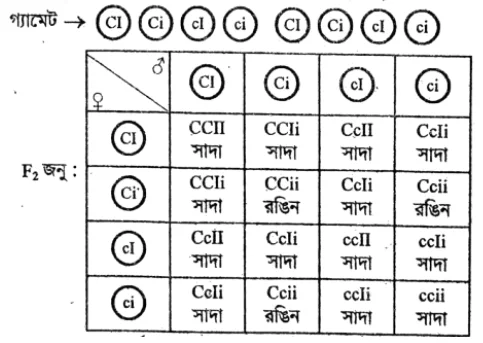 গ্যামেট → CI Ci cI ci CI Ci cI ci
♂
♀
CI Ci cI ci
CI CCII CCIi CcII CcIi
সাদা সাদা সাদা সাদা
F₂ জনু :
Ci CCIi CCii CcIi Ccii
সাদা রঙিন সাদা রঙিন
cI CcII CcIi ccII ccIi
সাদা সাদা সাদা সাদা
ci CcIi Ccii ccIi ccii
সাদা রঙিন সাদা সাদা